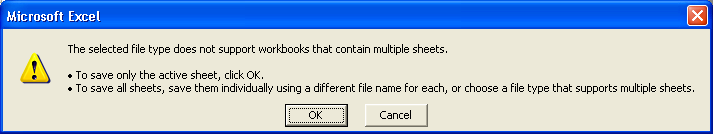 Microsoft Excel
The selected file type does not support workbooks that contain multiple sheets.
• To save only the active sheet, click OK.
• To save all sheets, save them individually using a different file name for each, or choose a file type that supports multiple sheets.
OK
Cancel